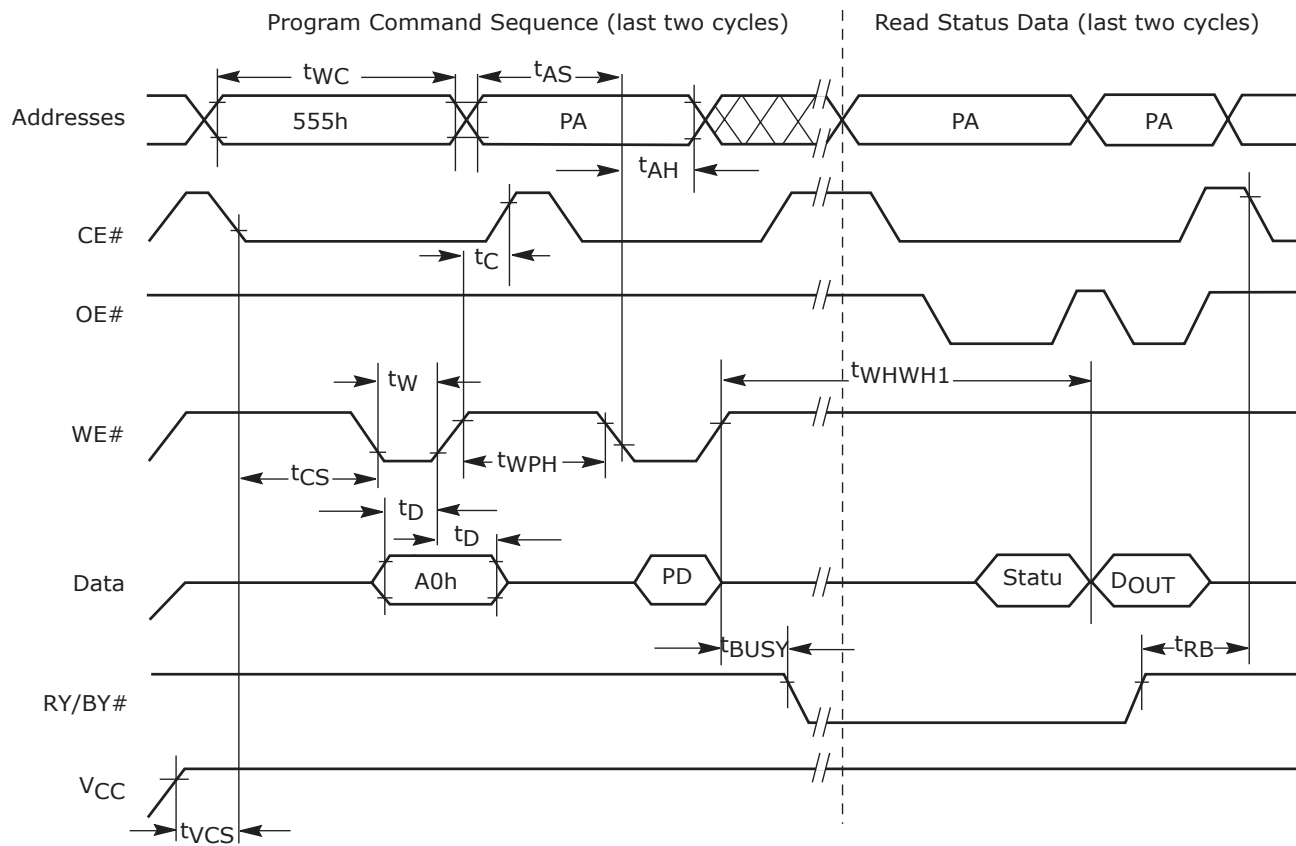 Program Command Sequence (last two cycles)
Read Status Data (last two cycles)
tWC
tAS
Addresses
555h
PA
PA
PA
tAH
CE#
tC
OE#
tW
tWHWH1
WE#
tCS
tWPH
tD
tD
Data
A0h
PD
Statu
DOUT
tBUSY
tRB
RY/BY#
VCC
tVCS